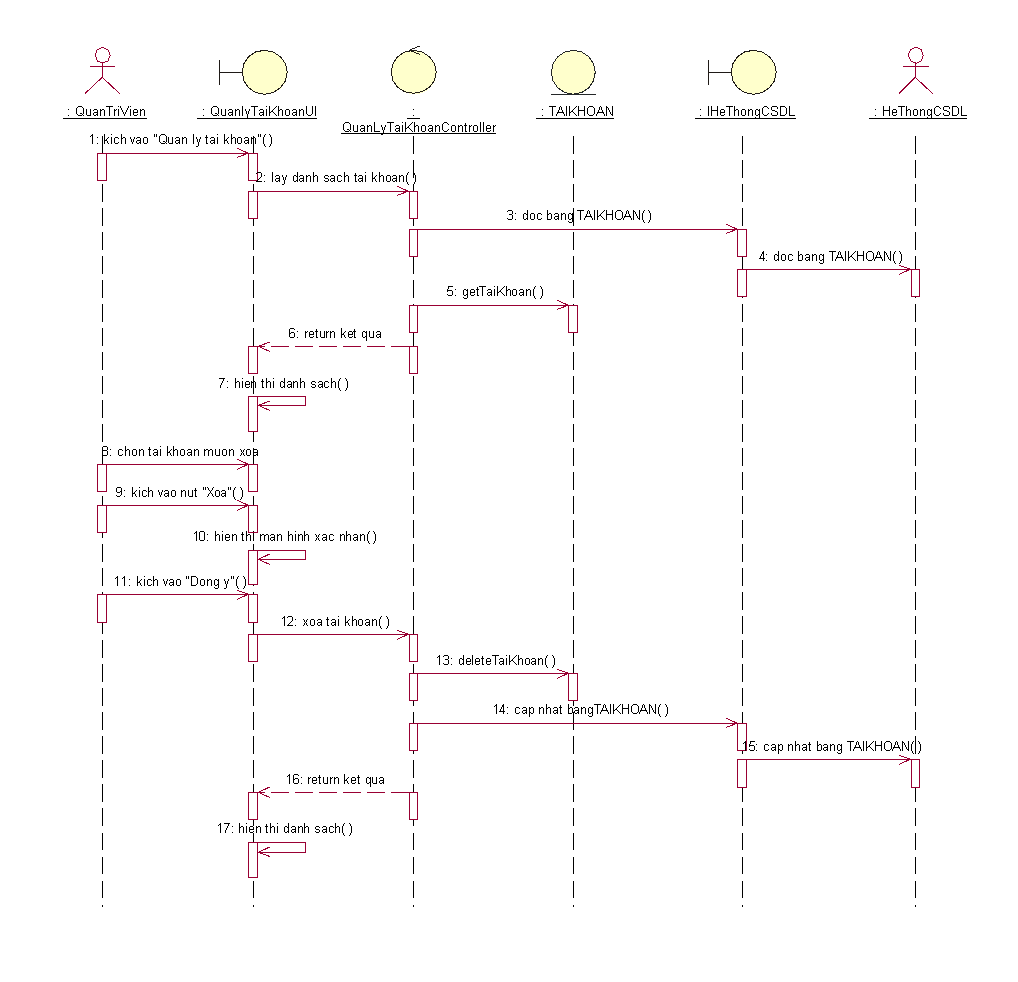 : QuanTriVien
: QuanlyTaiKhoanUI
:
QuanLyTaiKhoanController
: TAIKHOAN
: IHeThongCSDL
: HeThongCSDL
1: kich vao "Quan ly tai khoan"( )
2: lay danh sach tai khoan( )
3: doc bang TAIKHOAN( )
4: doc bang TAIKHOAN( )
5: getTaiKhoan( )
6: return ket qua
7: hien thi danh sach( )
8: chon tai khoan muon xoa
9: kich vao nut "Xoa"( )
10: hien thi man hinh xac nhan( )
11: kich vao "Dong y"( )
12: xoa tai khoan( )
13: deleteTaiKhoan( )
14: cap nhat bangTAIKHOAN( )
15: cap nhat bang TAIKHOAN( )
16: return ket qua
17: hien thi danh sach( )